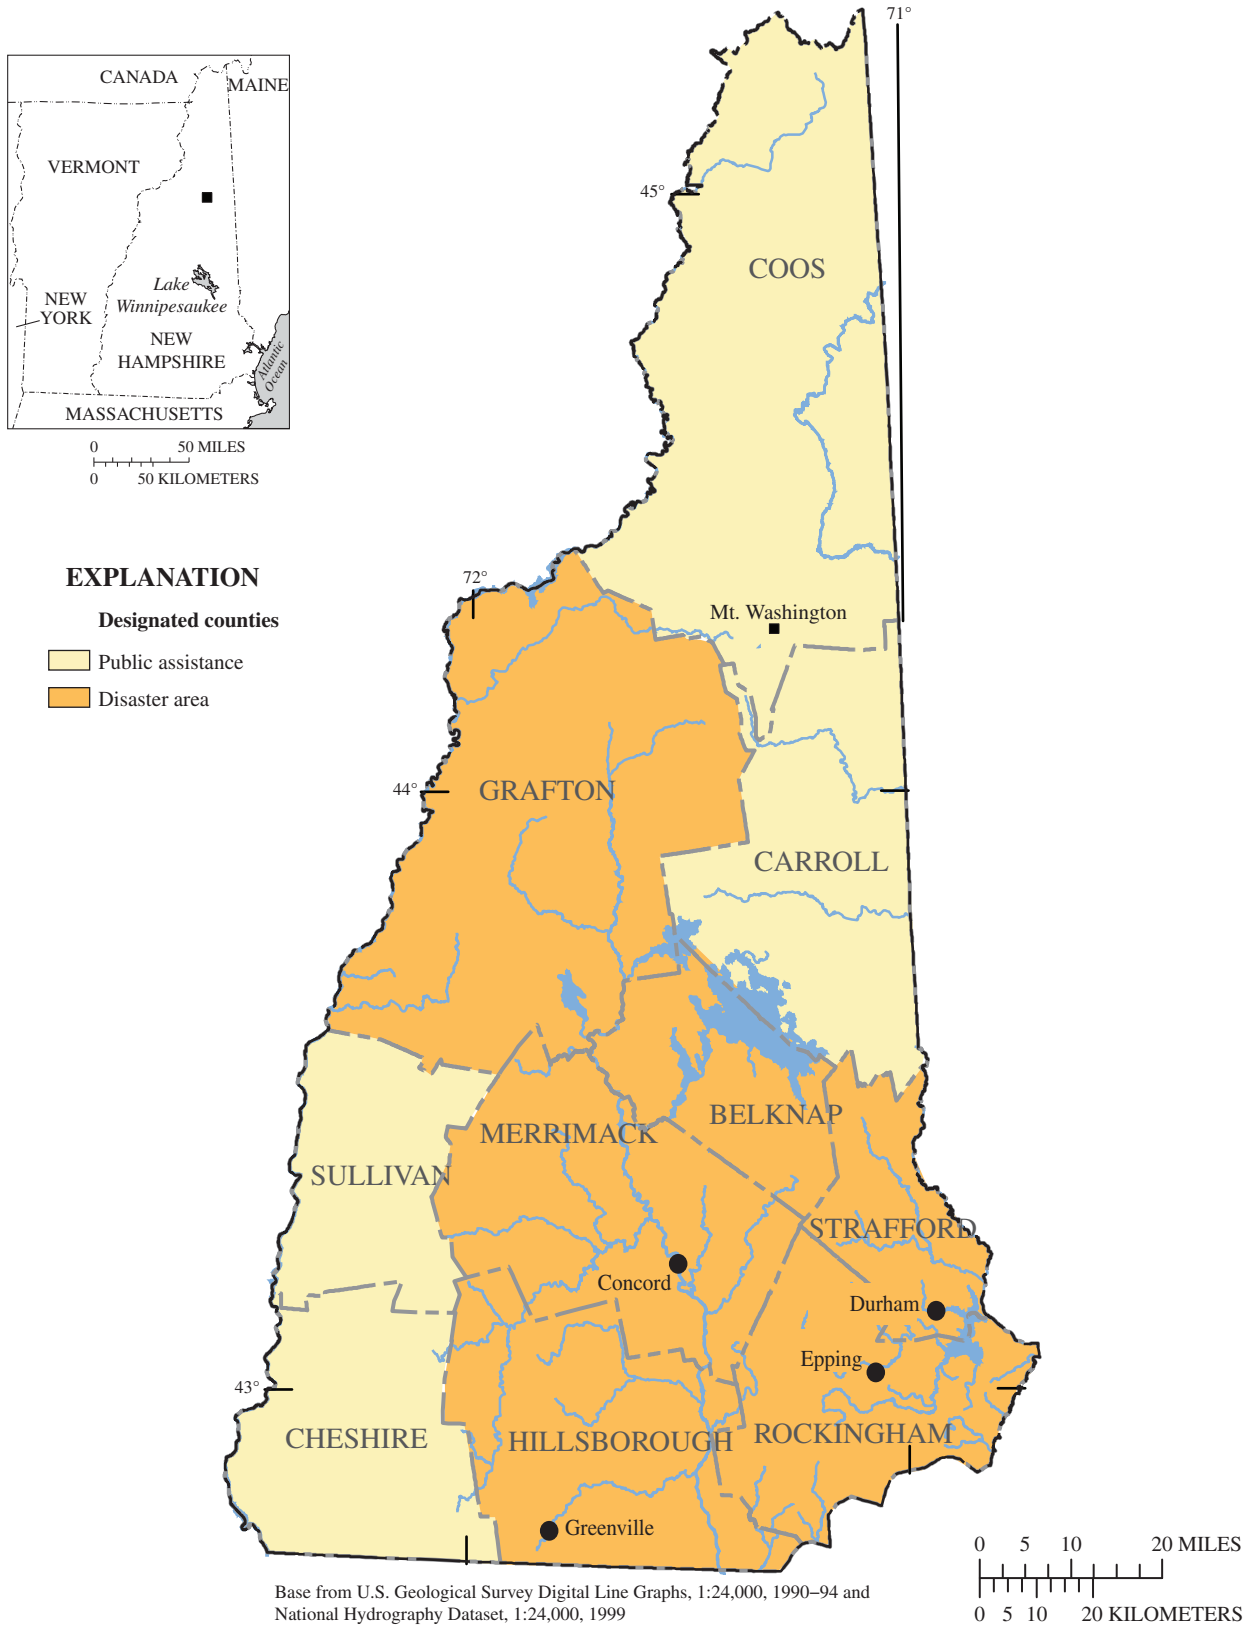 71°
CANADA
MAINE
VERMONT
45°
COOS
Lake
Winnipesaukee
NEW
YORK
NEW
HAMPSHIRE
Atlantic
Ocean
MASSACHUSETTS
0 50 MILES
0 50 KILOMETERS
EXPLANATION
Designated counties
Public assistance
Disaster area
72°
Mt. Washington
44°
GRAFTON
CARROLL
BELKNAP
MERRIMACK
SULLIVAN
STRAFFORD
Concord
Durham
Epping
43°
CHESHIRE
HILLSBOROUGH
ROCKINGHAM
Greenville
0 5 10 20 MILES
0 5 10 20 KILOMETERS
Base from U.S. Geological Survey Digital Line Graphs, 1:24,000, 1990–94 and
National Hydrography Dataset, 1:24,000, 1999